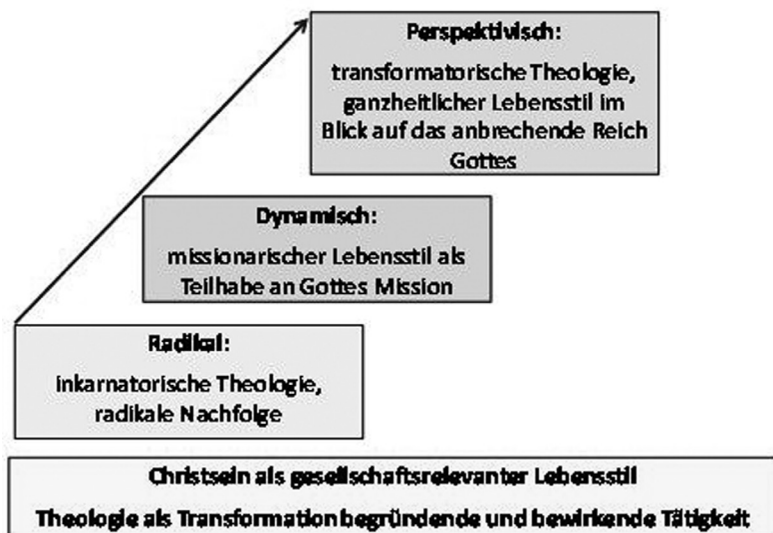 Perspektivisch:
transformatorische Theologie,
ganzheitlicher Lebensstil im
Blick auf das anbrechende Reich
Gottes
Dynamisch:
missionarischer Lebensstil als
Teilhabe an Gottes Mission
Radikal:
inkarnatorische Theologie,
radikale Nachfolge
Christsein als gesellschaftsrelevanter Lebensstil
Theologie als Transformation begründende und bewirkende Tätigkeit